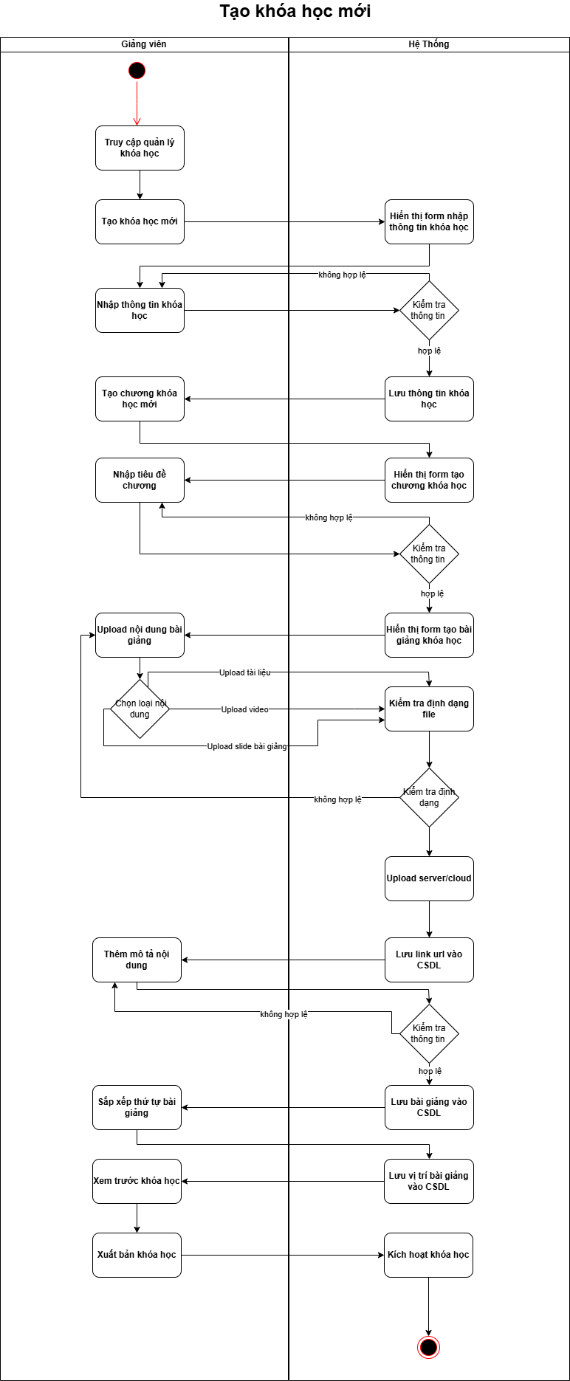 Tạo khóa học mới
Giảng viên
Hệ Thống
Truy cập quản lý
khóa học
Tạo khóa học mới
Hiển thị form nhập
thông tin khóa học
không hợp lệ
Nhập thông tin khóa
học
Kiểm tra
thông tin
hợp lệ
Tạo chương khóa
học mới
Lưu thông tin khóa
học
Nhập tiêu đề
chương
Hiển thị form tạo
chương khóa học
không hợp lệ
Kiểm tra
thông tin
hợp lệ
Upload nội dung bài
giảng
Hiển thị form tạo bài
giảng khóa học
Upload tài liệu
Chọn loại nội
dung
Upload video
Kiểm tra định dạng
file
Upload slide bài giảng
Kiểm tra định
dạng
không hợp lệ
Upload server/cloud
Thêm mô tả nội
dung
Lưu link url vào
CSDL
không hợp lệ
Kiểm tra
thông tin
hợp lệ
Sắp xếp thứ tự bài
giảng
Lưu bài giảng vào
CSDL
Xem trước khóa học
Lưu vị trí bài giảng
vào CSDL
Xuất bản khóa học
Kích hoạt khóa học